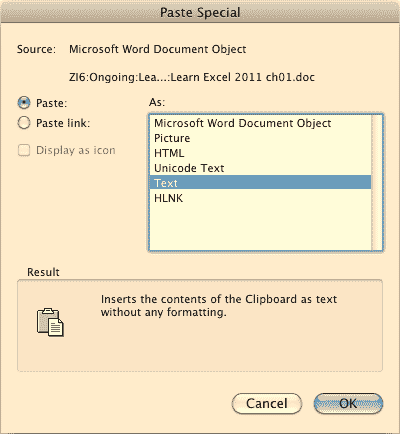 Paste Special
Source: Microsoft Word Document Object
ZI6:Ongoing:Lea...:Learn Excel 2011 ch01.doc
Paste: As:
Paste link:
Display as icon
Microsoft Word Document Object
Picture
HTML
Unicode Text
Text
HLNK
Result
Inserts the contents of the Clipboard as text
without any formatting.
Cancel OK